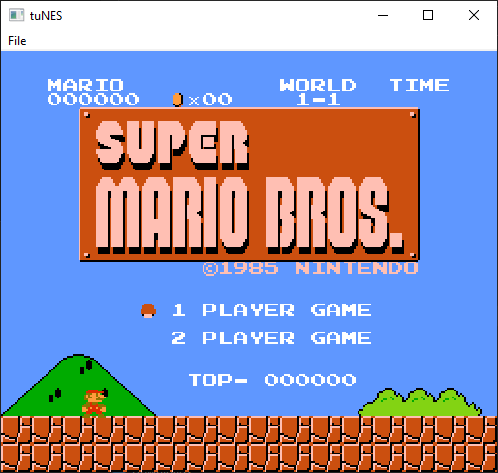 tuNES
File
MARIO WORLD TIME
000000 ×00 1-1
SUPER
MARIO BROS.
©1985 NINTENDO
1 PLAYER GAME
2 PLAYER GAME
TOP- 000000